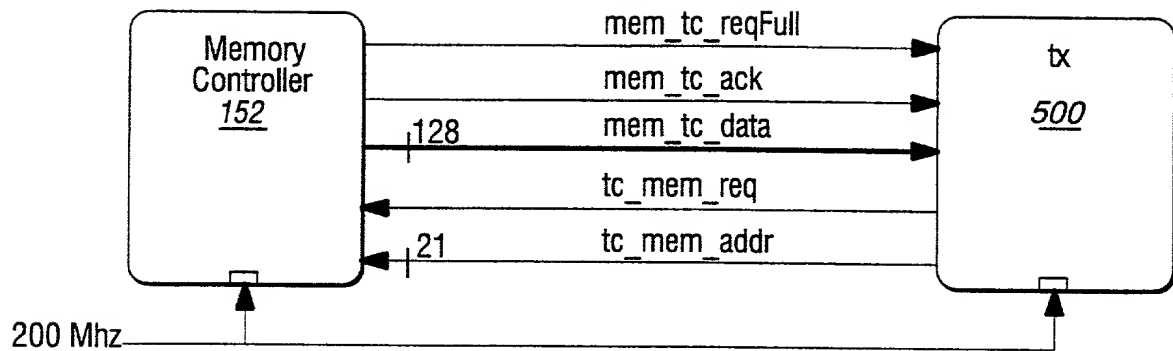 Memory
Controller
152
mem_tc_reqFull
mem_tc_ack
128
mem_tc_data
tc_mem_req
21
tc_mem_addr
tx
500
200 Mhz